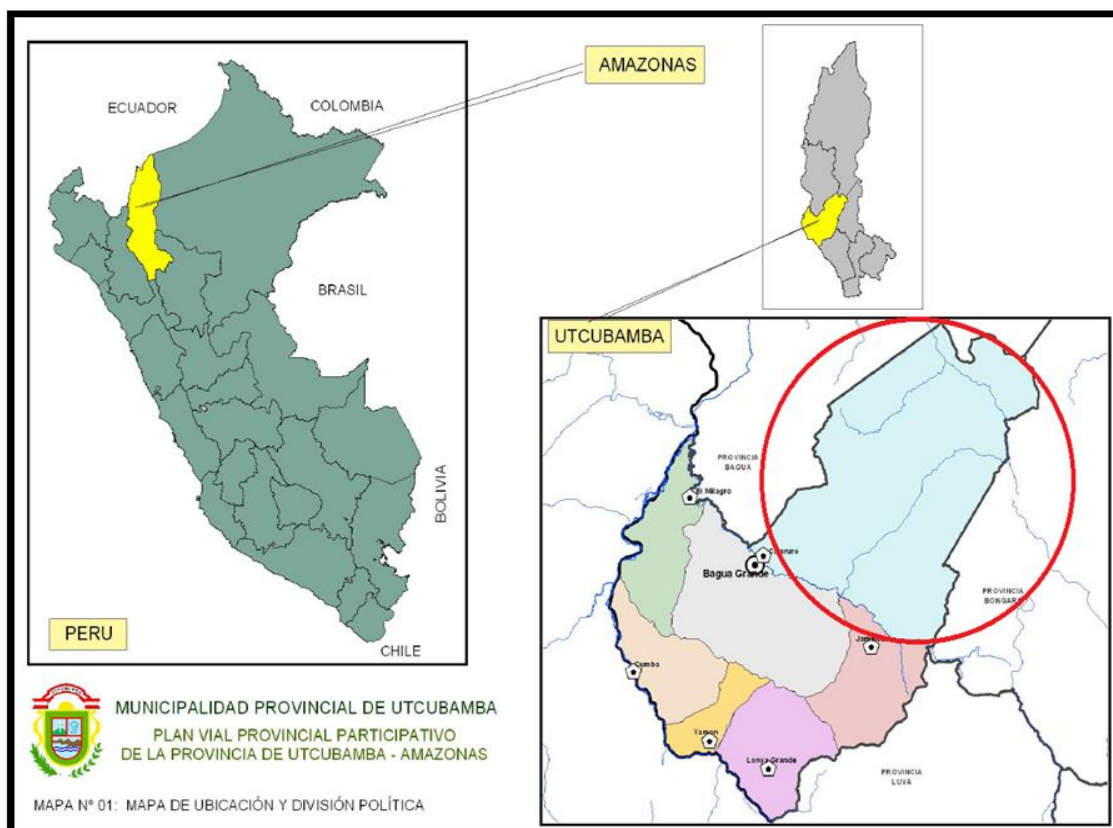 ECUADOR
COLOMBIA
BRASIL
BOLIVIA
CHILE
PERU
AMAZONAS
UTCUBAMBA
PROVINCIA
BAGUA
El Milagro
Bagua Grande
PROVINCIA
BONGARA
Cumba
Yamon
Lonya Grande
PROVINCIA
LUYA
MUNICIPALIDAD PROVINCIAL DE UTCUBAMBA
PLAN VIAL PROVINCIAL PARTICIPATIVO
DE LA PROVINCIA DE UTCUBAMBA - AMAZONAS
MAPA Nº 01: MAPA DE UBICACIÓN Y DIVISIÓN POLÍTICA